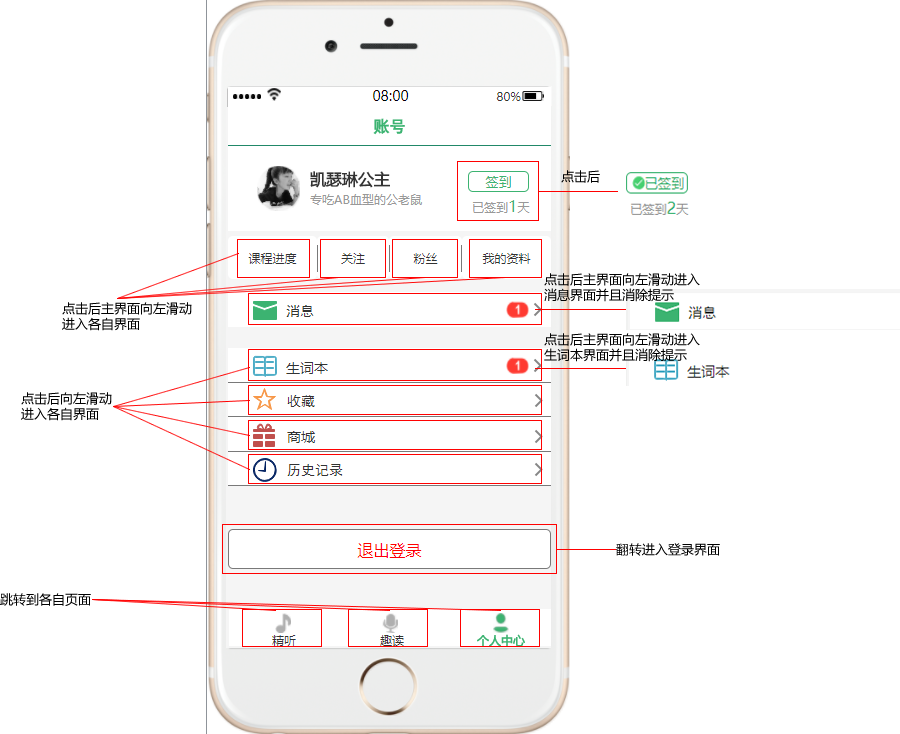 08:00
80%
账号
凯瑟琳公主
专吃AB血型的公老鼠
签到
已签到1天
点击后
已签到
已签到2天
课程进度
关注
粉丝
我的资料
点击后主界面向左滑动
进入各自界面
点击后主界面向左滑动进入
消息界面并且消除提示
消息
1
消息
点击后主界面向左滑动进入
生词本界面并且消除提示
生词本
1
生词本
点击后向左滑动
进入各自界面
收藏
商城
历史记录
退出登录
翻转进入登录界面
跳转到各自页面
精听
趣读
个人中心